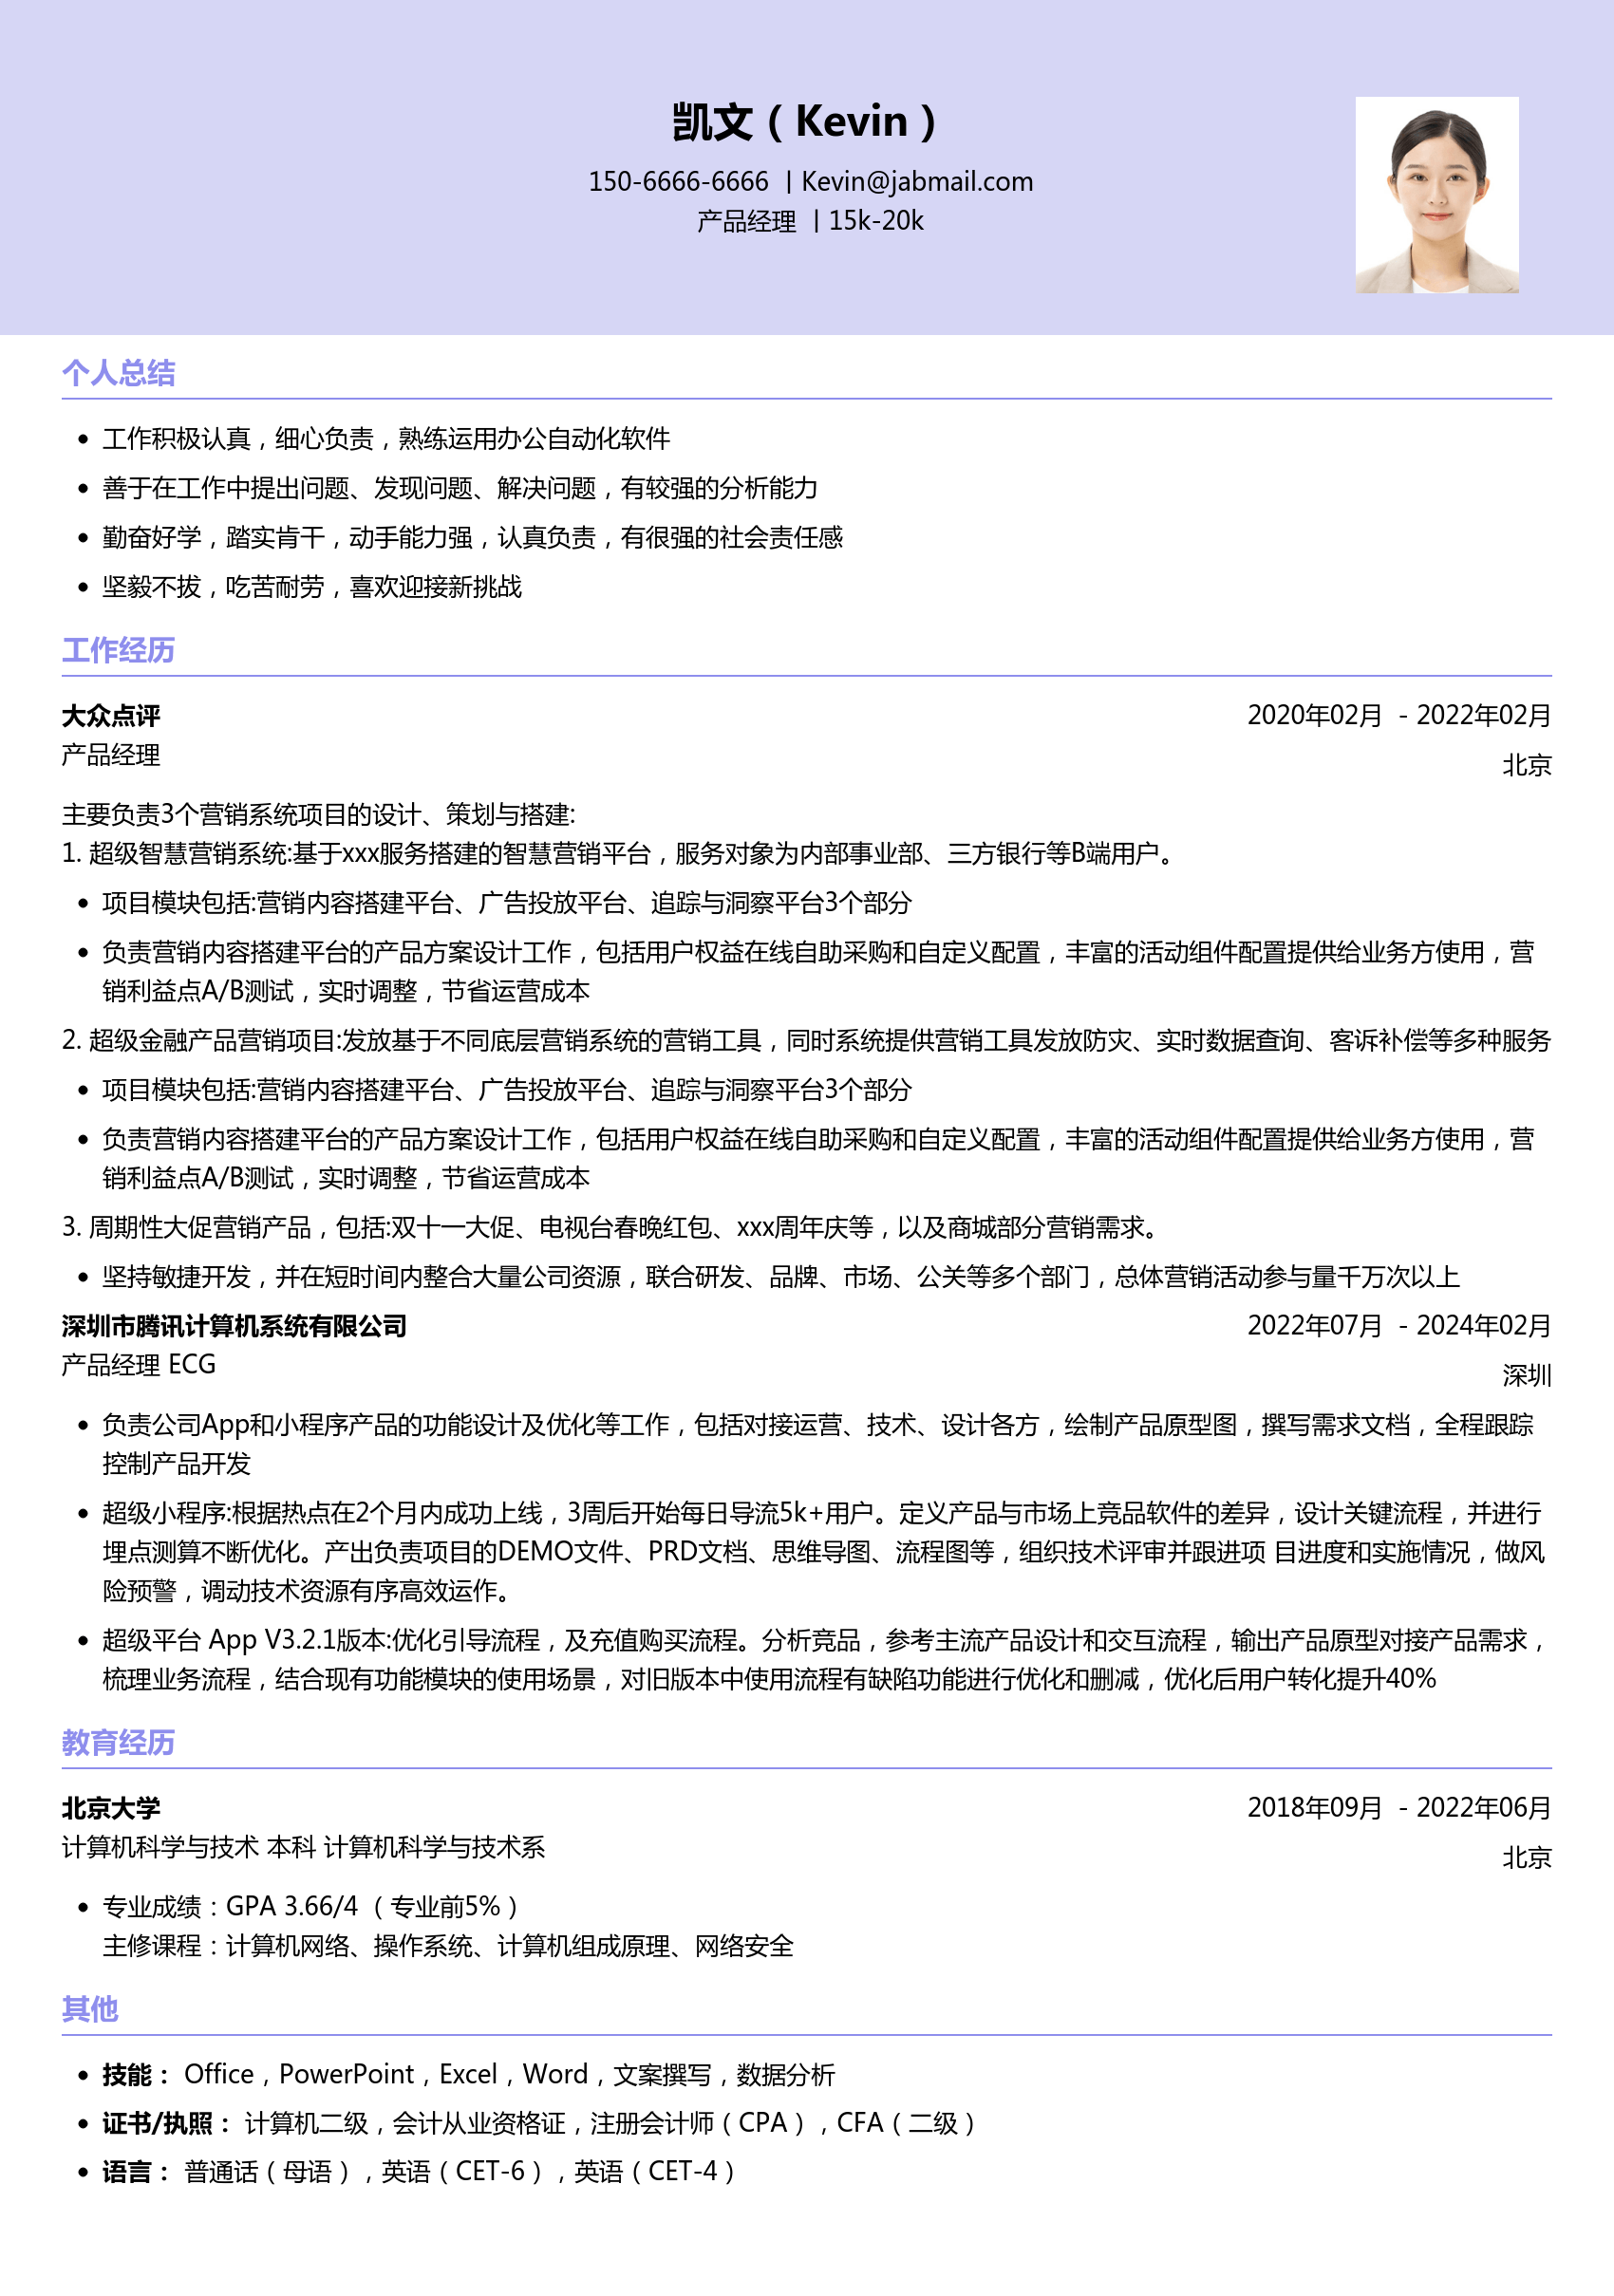 凯文（Kevin）
150-6666-6666 | Kevin@jabmail.com
产品经理 | 15k-20k
个人总结
• 工作积极认真，细心负责，熟练运用办公自动化软件
• 善于在工作中提出问题、发现问题、解决问题，有较强的分析能力
• 勤奋好学，踏实肯干，动手能力强，认真负责，有很强的社会责任感
• 坚毅不拔，吃苦耐劳，喜欢迎接新挑战
工作经历
大众点评 2020年02月 - 2022年02月
产品经理 北京
主要负责3个营销系统项目的设计、策划与搭建:
1. 超级智慧营销系统:基于xxx服务搭建的智慧营销平台，服务对象为内部事业部、三方银行等B端用户。
• 项目模块包括:营销内容搭建平台、广告投放平台、追踪与洞察平台3个部分
• 负责营销内容搭建平台的产品方案设计工作，包括用户权益在线自助采购和自定义配置，丰富的活动组件配置提供给业务方使用，营
销利益点A/B测试，实时调整，节省运营成本
2. 超级金融产品营销项目:发放基于不同底层营销系统的营销工具，同时系统提供营销工具发放防灾、实时数据查询、客诉补偿等多种服务
• 项目模块包括:营销内容搭建平台、广告投放平台、追踪与洞察平台3个部分
• 负责营销内容搭建平台的产品方案设计工作，包括用户权益在线自助采购和自定义配置，丰富的活动组件配置提供给业务方使用，营
销利益点A/B测试，实时调整，节省运营成本
3. 周期性大促营销产品，包括:双十一大促、电视台春晚红包、xxx周年庆等，以及商城部分营销需求。
• 坚持敏捷开发，并在短时间内整合大量公司资源，联合研发、品牌、市场、公关等多个部门，总体营销活动参与量千万次以上
深圳市腾讯计算机系统有限公司 2022年07月 - 2024年02月
产品经理 ECG 深圳
• 负责公司App和小程序产品的功能设计及优化等工作，包括对接运营、技术、设计各方，绘制产品原型图，撰写需求文档，全程跟踪
控制产品开发
• 超级小程序:根据热点在2个月内成功上线，3周后开始每日导流5k+用户。定义产品与市场上竞品软件的差异，设计关键流程，并进行
埋点测算不断优化。产出负责项目的DEMO文件、PRD文档、思维导图、流程图等，组织技术评审并跟进项 目进度和实施情况，做风
险预警，调动技术资源有序高效运作。
• 超级平台 App V3.2.1版本:优化引导流程，及充值购买流程。分析竞品，参考主流产品设计和交互流程，输出产品原型对接产品需求，
梳理业务流程，结合现有功能模块的使用场景，对旧版本中使用流程有缺陷功能进行优化和删减，优化后用户转化提升40%
教育经历
北京大学 2018年09月 - 2022年06月
计算机科学与技术 本科 计算机科学与技术系 北京
• 专业成绩：GPA 3.66/4 （专业前5%）
主修课程：计算机网络、操作系统、计算机组成原理、网络安全
其他
• 技能： Office，PowerPoint，Excel，Word，文案撰写，数据分析
• 证书/执照： 计算机二级，会计从业资格证，注册会计师（CPA），CFA（二级）
• 语言： 普通话（母语），英语（CET-6），英语（CET-4）